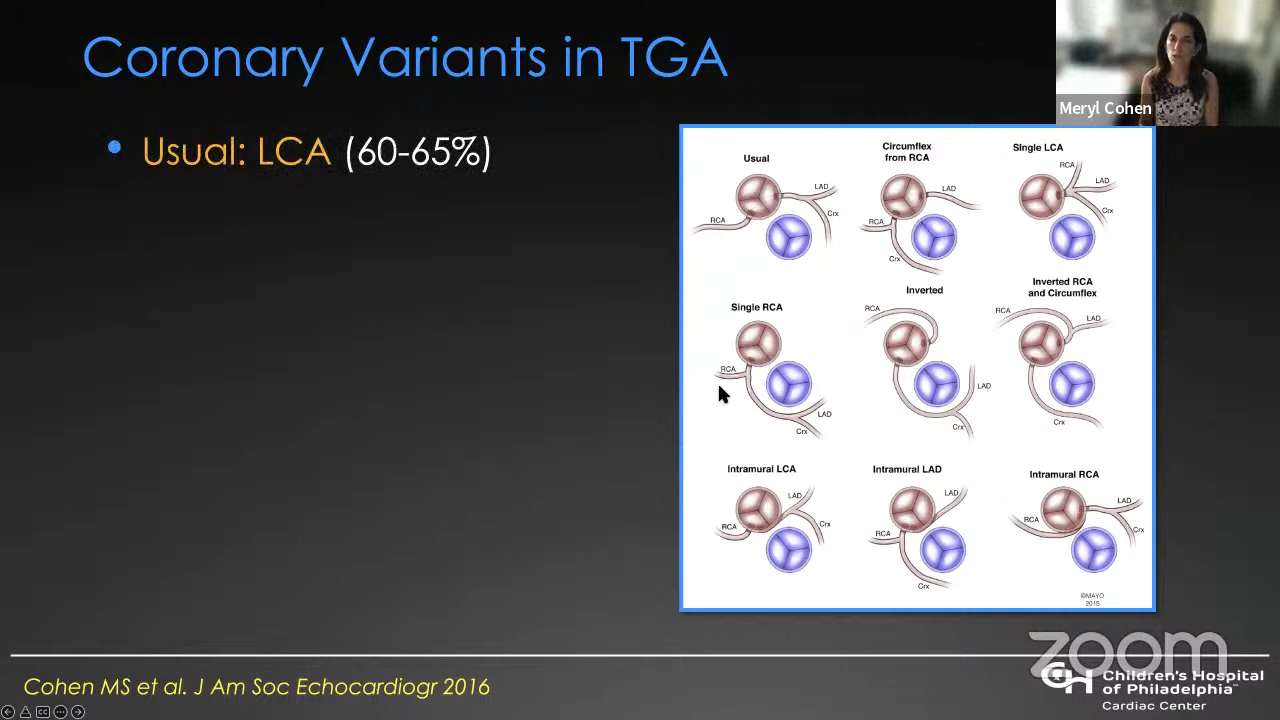 Coronary Variants in TGA
Meryl Cohen
• Usual: LCA (60-65%)
Usual
LAD
RCA
Crx
Circumflex
from RCA
LAD
RCA
Crx
SIngle LCA
RCA
LAD
Crx
Single RCA
RCA
LAD
Crx
Inverted
RCA
LAD
Crx
Inverted RCA
and Circumflex
RCA
LAD
Crx
Intramural LCA
LAD
RCA
Crx
Intramural LAD
LAD
RCA
Crx
Intramural RCA
LAD
RCA
Crx
©MAYO
2015
zoom
Cohen MS et al. J Am Soc Echocardiogr 2016
CH Children's Hospital
of Philadelphia™
Cardiac Center